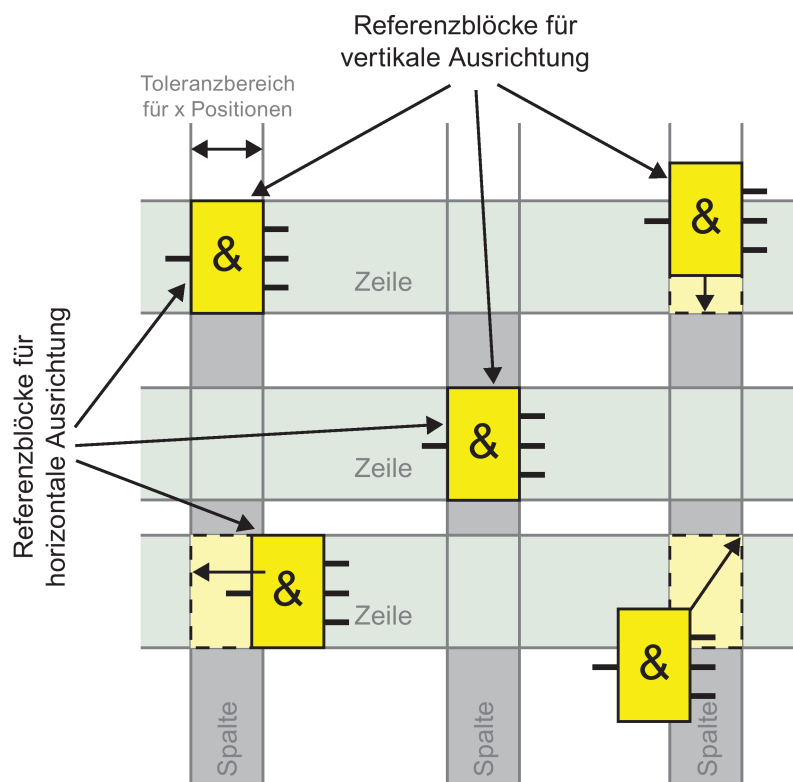 Referenzblöcke für
vertikale Ausrichtung
Toleranzbereich
für x Positionen
&
&
Zeile
Referenzblöcke für
horizontale Ausrichtung
&
Zeile
&
Zeile
&
Spalte
Spalte
Spalte